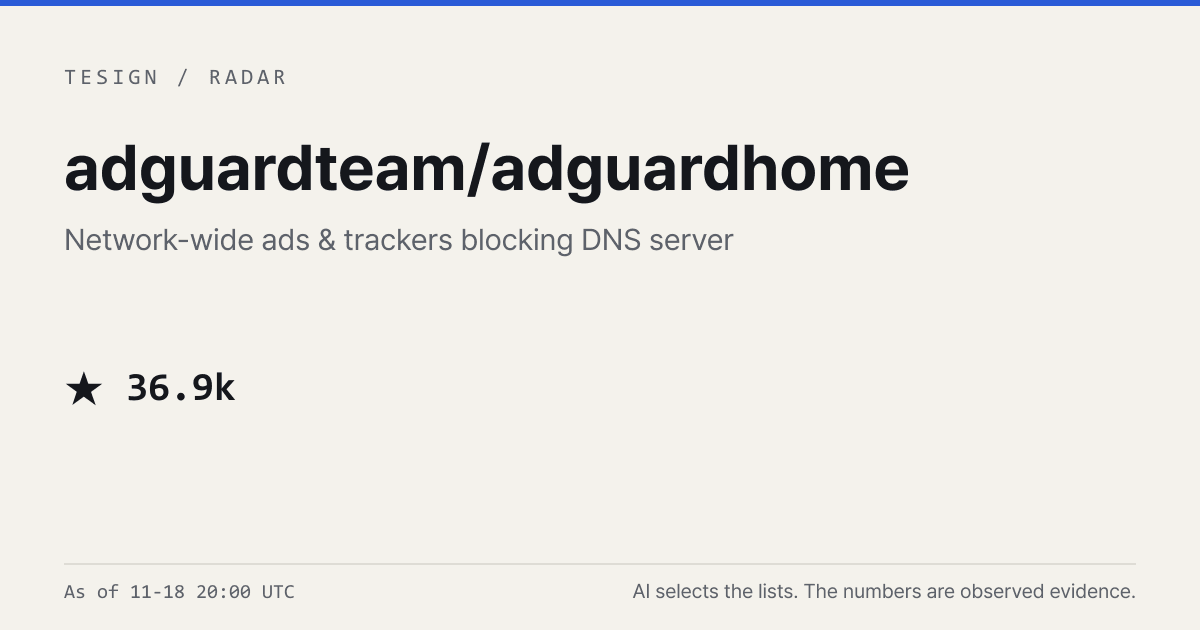 TESIGN / RADAR
adguardteam/adguardhome
Network-wide ads & trackers blocking DNS server
★ 36.9k
As of 11-18 20:00 UTC
AI selects the lists. The numbers are observed evidence.